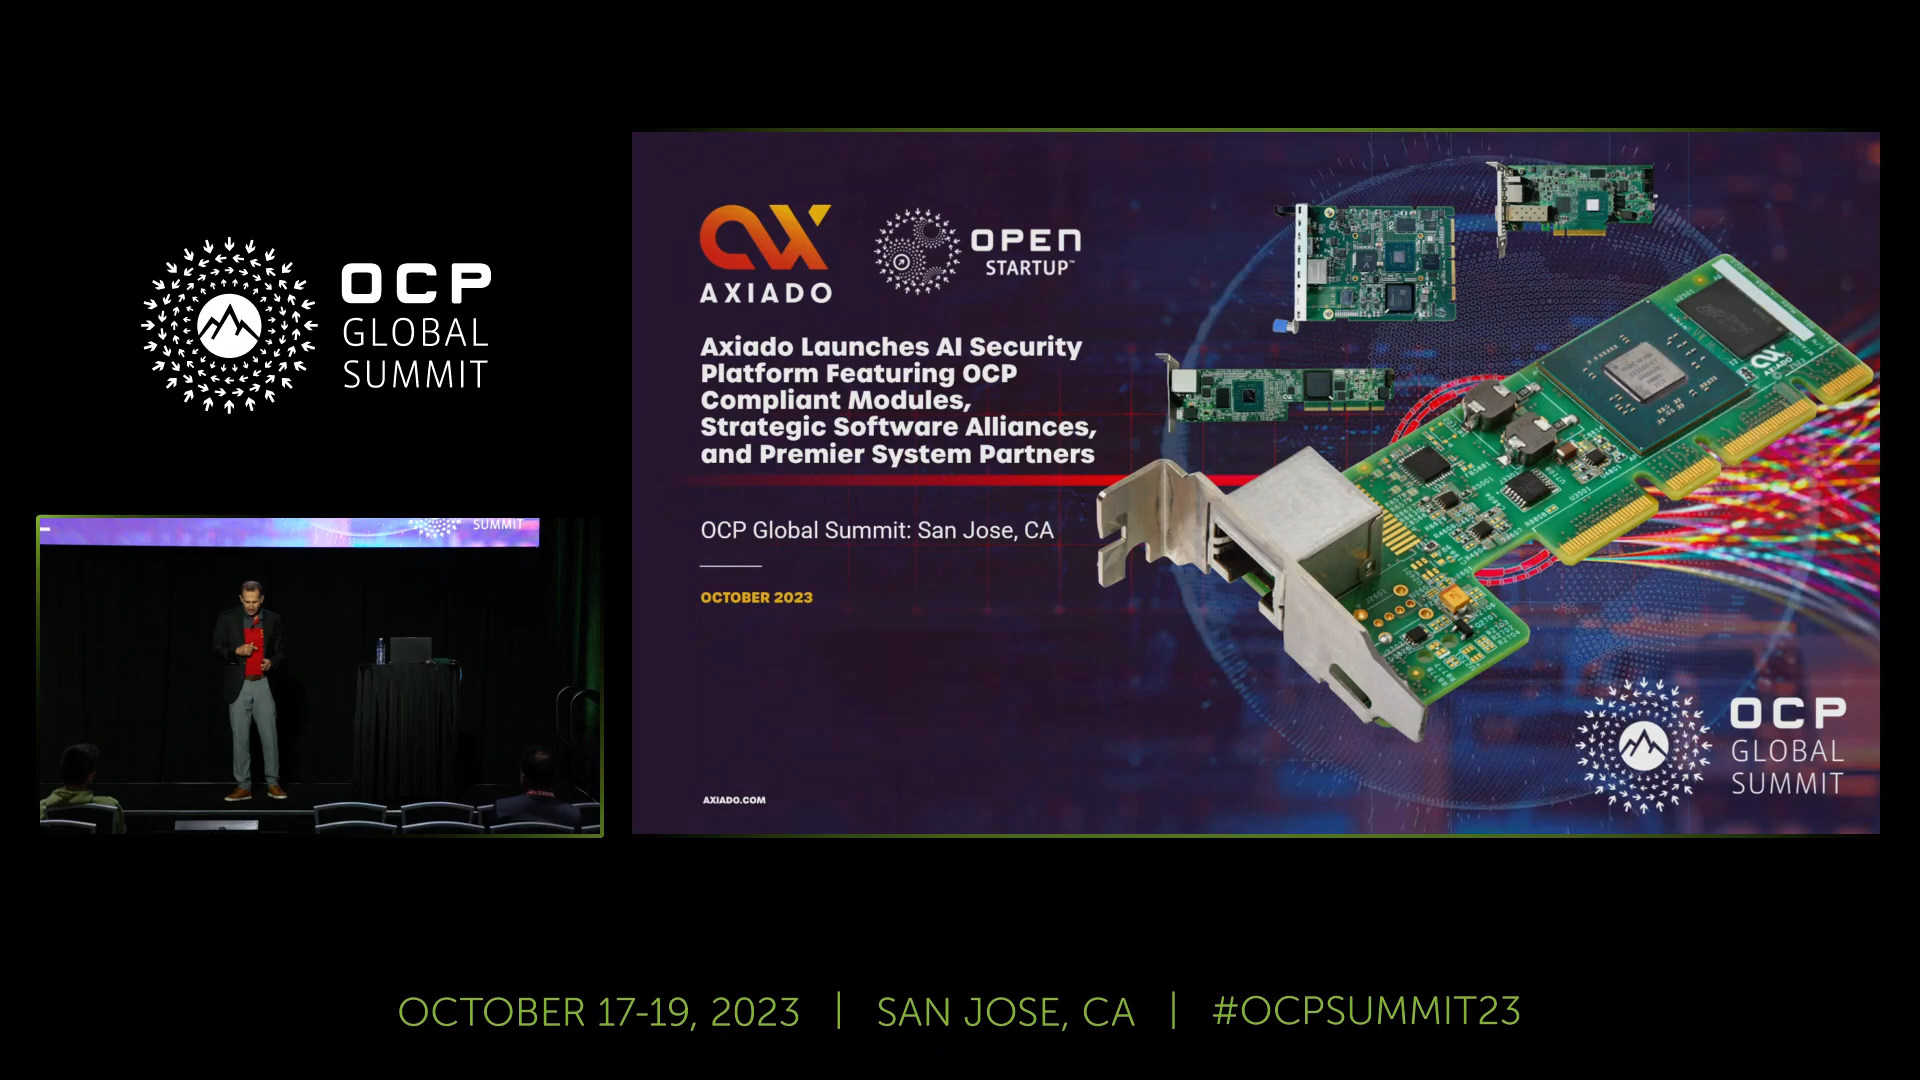 OCP
GLOBAL
SUMMIT
SUMMIT
AXIADO
OPEN
STARTUP™
Axiado Launches AI Security
Platform Featuring OCP
Compliant Modules,
Strategic Software Alliances,
and Premier System Partners
OCP Global Summit: San Jose, CA
OCTOBER 2023
AXIADO.COM
AXIADO
OCP
GLOBAL
SUMMIT
OCTOBER 17-19, 2023 | SAN JOSE, CA | #OCPSUMMIT23